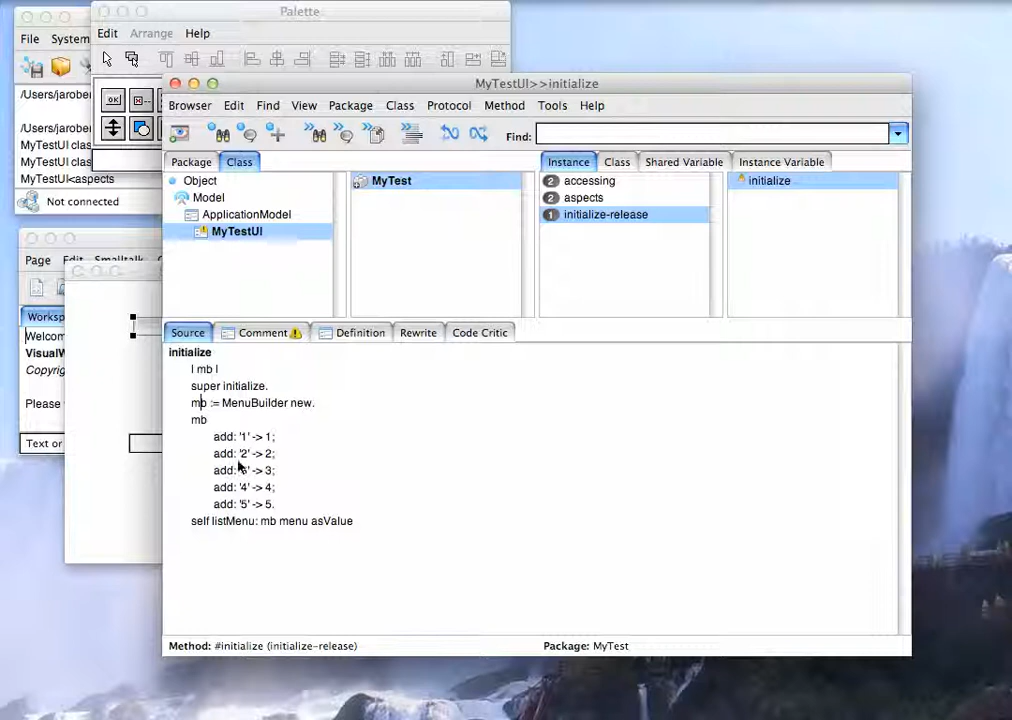 Palette
File System
Edit Arrange Help
/Users/jarober
/Users/jarober
MyTestUI clas
MyTestUI clas
MyTestUI<aspects
Not connected
MyTestUI>>initialize
Browser Edit Find View Package Class Protocol Method Tools Help
Find:
Package Class
Instance Class Shared Variable Instance Variable
Object
Model
ApplicationModel
MyTestUI
MyTest
2 accessing
2 aspects
1 initialize-release
initialize
Page Edit Smalltalk
Worksp
Welcom
VisualW
Copyrig
Please
Text or
Source Comment Definition Rewrite Code Critic
initialize
| mb |
super initialize.
mb := MenuBuilder new.
mb
add: '1' -> 1;
add: '2' -> 2;
add: '3' -> 3;
add: '4' -> 4;
add: '5' -> 5.
self listMenu: mb menu asValue
Method: #initialize (initialize-release)
Package: MyTest